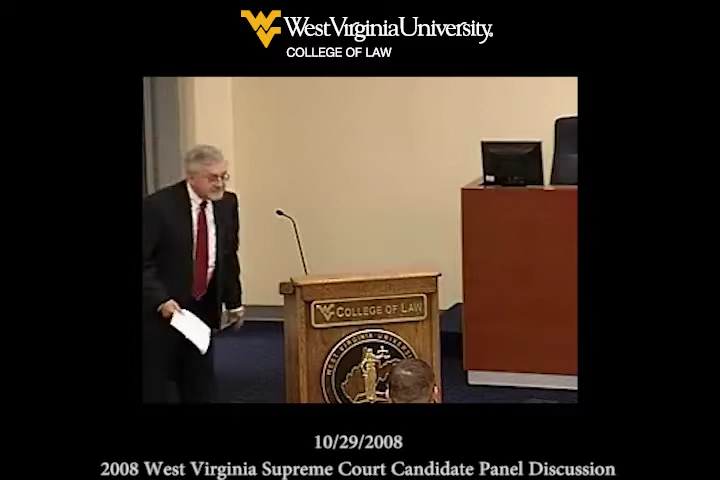 WestVirginiaUniversity
COLLEGE OF LAW
COLLEGE OF LAW
WEST VIRGINIA UNIVERSITY
10/29/2008
2008 West Virginia Supreme Court Candidate Panel Discussion